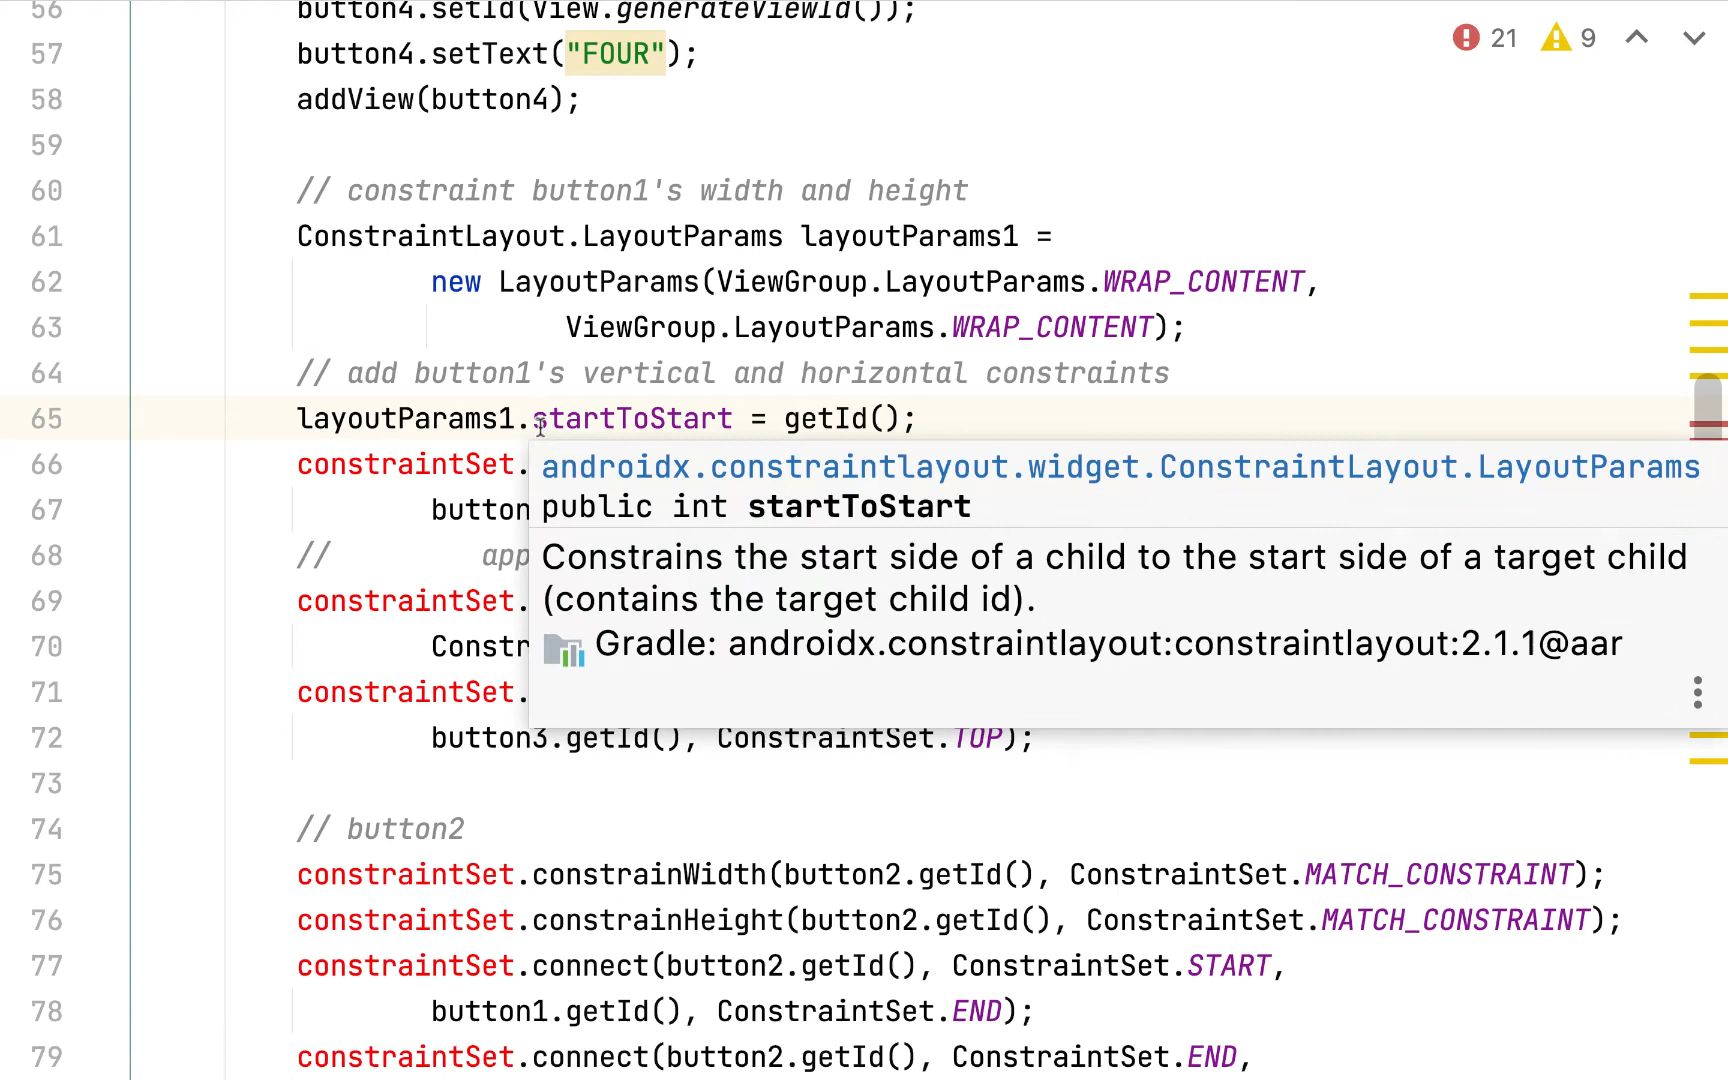 56 button4.setId(View.generateViewId());
57 button4.setText("FOUR");
58 addView(button4);
59
60 // constraint button1's width and height
61 ConstraintLayout.LayoutParams layoutParams1 =
62 new LayoutParams(ViewGroup.LayoutParams.WRAP_CONTENT,
63 ViewGroup.LayoutParams.WRAP_CONTENT);
64 // add button1's vertical and horizontal constraints
65 layoutParams1.startToStart = getId();
66 constraintSet.
67 button
68 // app
69 constraintSet.
70 Constr
71 constraintSet.
72 button3.getId(), ConstraintSet.TOP);
73
74 // button2
75 constraintSet.constrainWidth(button2.getId(), ConstraintSet.MATCH_CONSTRAINT);
76 constraintSet.constrainHeight(button2.getId(), ConstraintSet.MATCH_CONSTRAINT);
77 constraintSet.connect(button2.getId(), ConstraintSet.START,
78 button1.getId(), ConstraintSet.END);
79 constraintSet.connect(button2.getId(), ConstraintSet.END,
21 9
androidx.constraintlayout.widget.ConstraintLayout.LayoutParams
public int startToStart
Constrains the start side of a child to the start side of a target child
(contains the target child id).
Gradle: androidx.constraintlayout:constraintlayout:2.1.1@aar